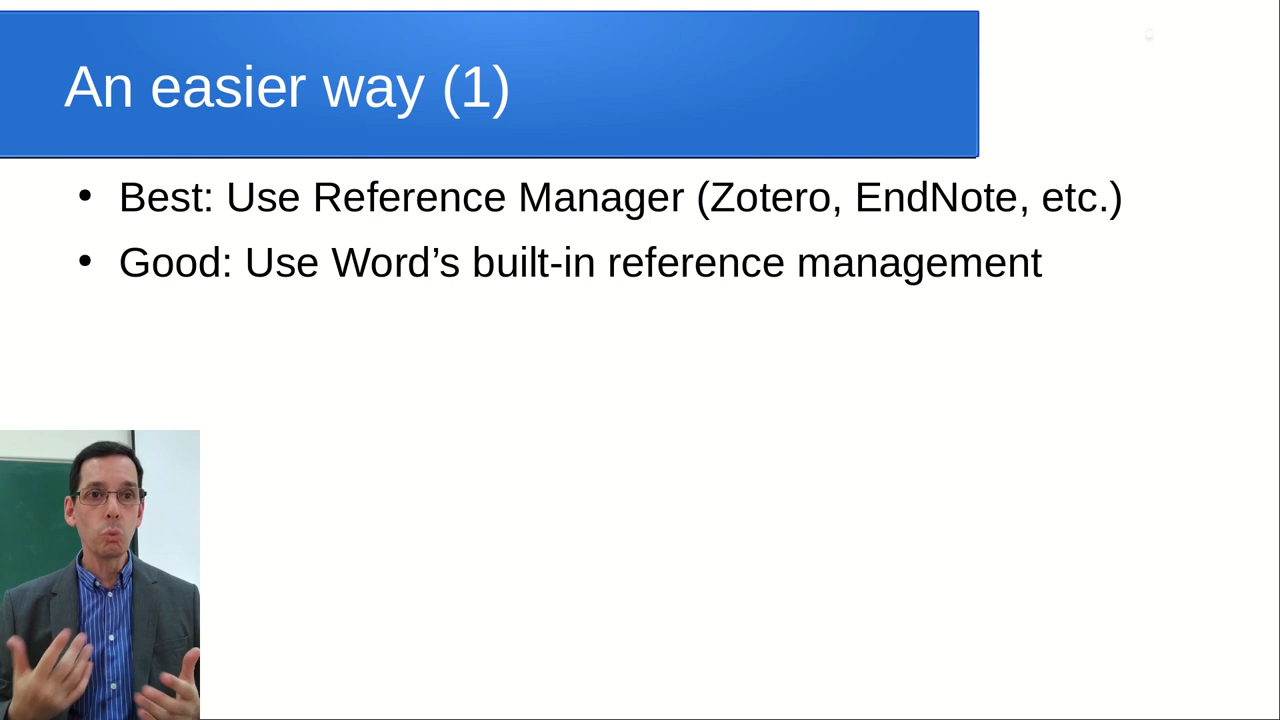 An easier way (1)
• Best: Use Reference Manager (Zotero, EndNote, etc.)
• Good: Use Word’s built-in reference management